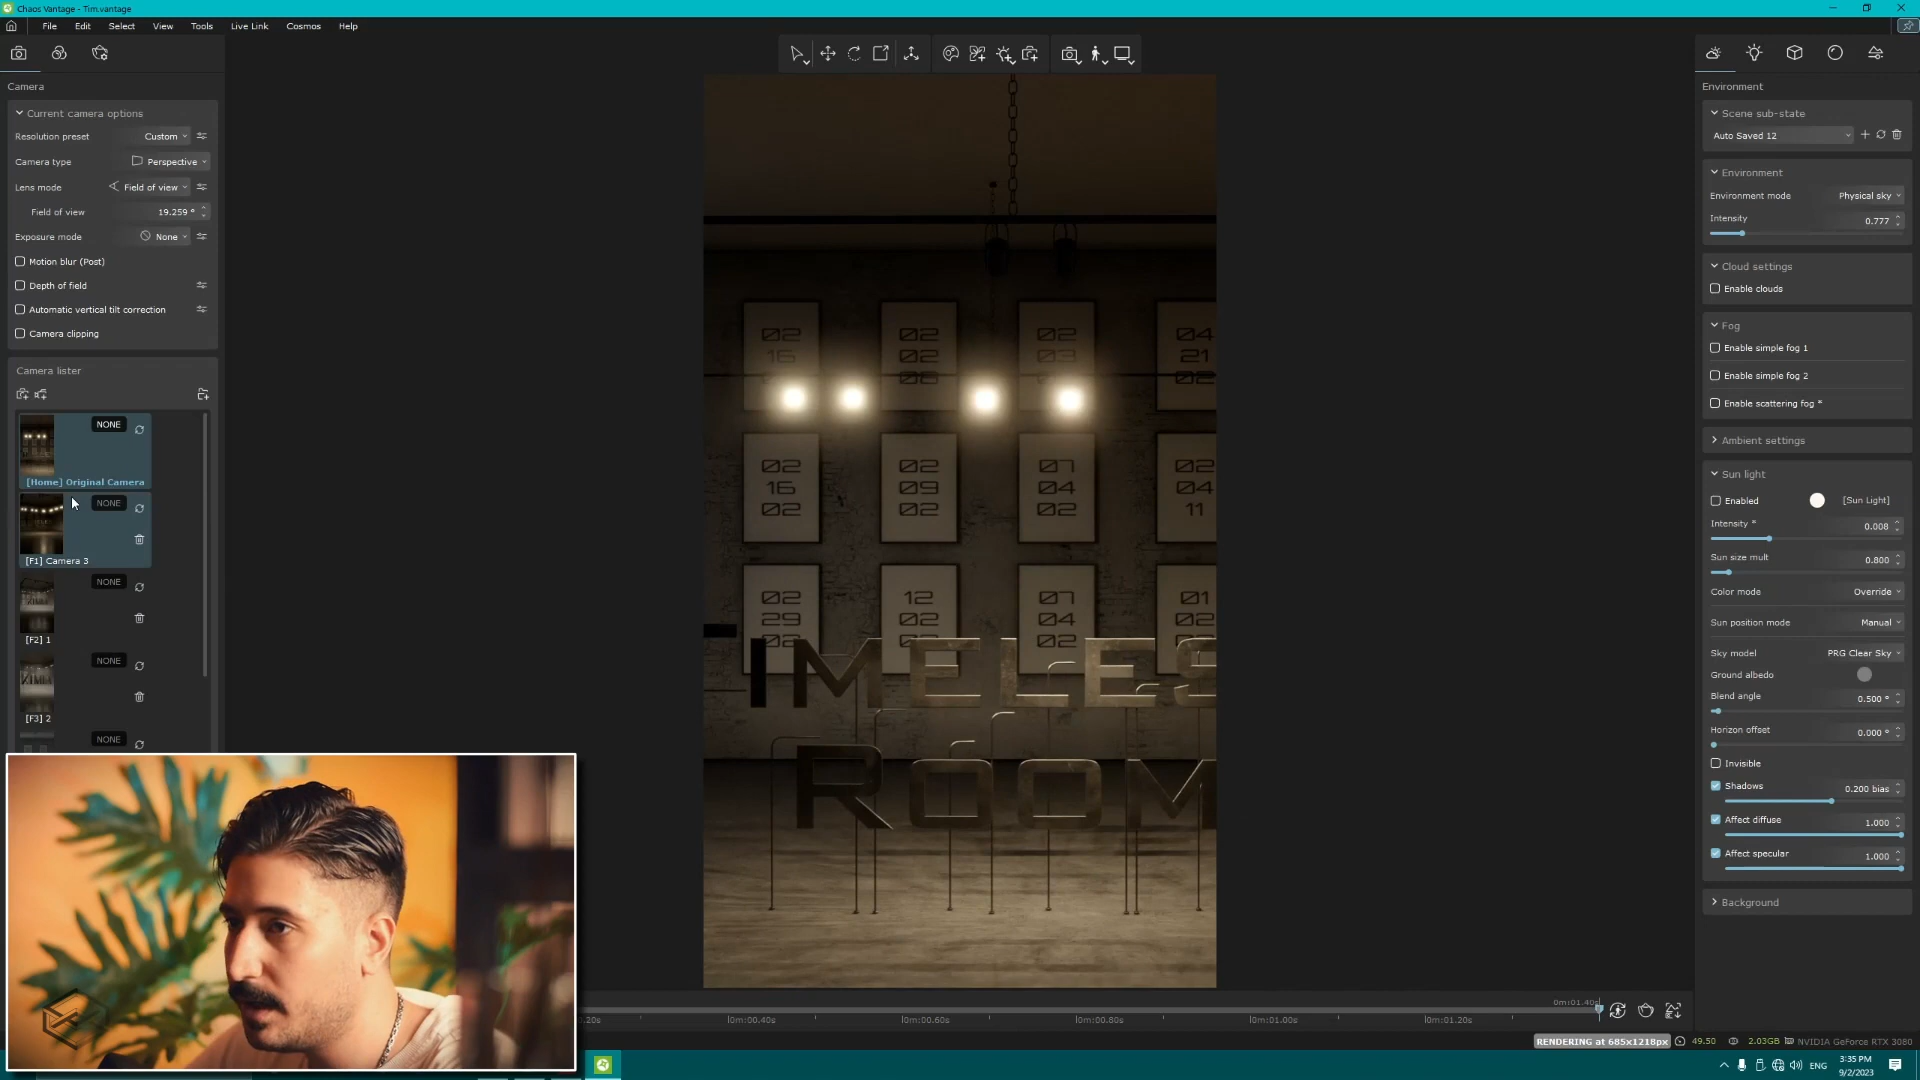 Chaos Vantage - Tim.vantage
File Edit Select View Tools Live Link Cosmos Help
Camera
Current camera options
Resolution preset Custom
Camera type Perspective
Lens mode Field of view
Field of view 19.259 °
Exposure mode None
Motion blur (Post)
Depth of field
Automatic vertical tilt correction
Camera clipping
Camera lister
NONE
[Home] Original Camera
NONE
[F1] Camera 3
NONE
[F2] 1
NONE
[F3] 2
NONE
02 02 02 04
16 02 03 21
02 02 07 02
16 09 04 04
02 02 02 11
02 12 07 01
29 02 04 02
02 02 02
IMELES
ROOM
Environment
Scene sub-state
Auto Saved 12
Environment
Environment mode Physical sky
Intensity 0.777
Cloud settings
Enable clouds
Fog
Enable simple fog 1
Enable simple fog 2
Enable scattering fog *
Ambient settings
Sun light
Enabled [Sun Light]
Intensity * 0.008
Sun size mult 0.800
Color mode Override
Sun position mode Manual
Sky model PRG Clear Sky
Ground albedo
Blend angle 0.500 °
Horizon offset 0.000 °
Invisible
Shadows 0.200 bias
Affect diffuse 1.000
Affect specular 1.000
Background
0m:01.40s
.20s 0m:00.40s 0m:00.60s 0m:00.80s 0m:01.00s 0m:01.20s
RENDERING at 685x1218px 49.50 2.03GB NVIDIA GeForce RTX 3080
ENG 3:35 PM
9/2/2023